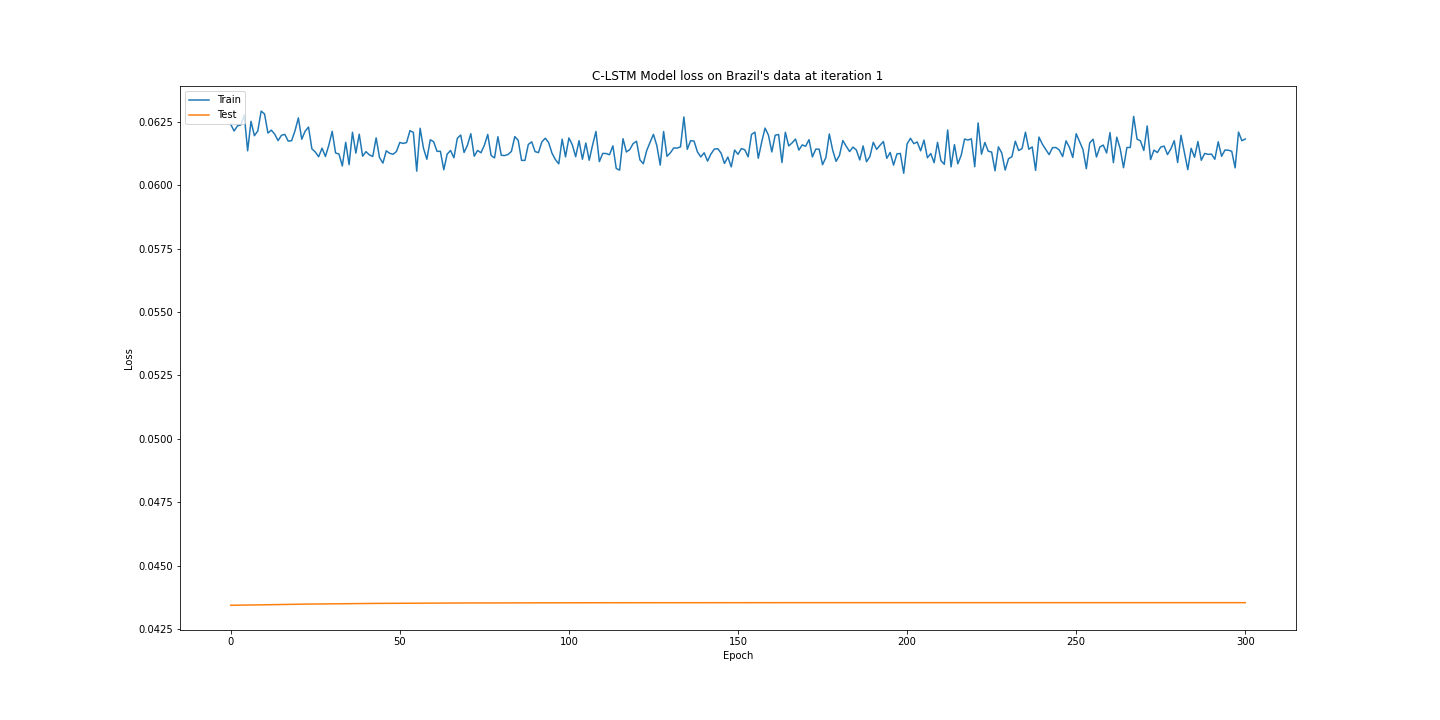 C-LSTM Model loss on Brazil's data at iteration 1
Train
Test
0.0625
0.0600
0.0575
0.0550
0.0525
0.0500
0.0475
0.0450
0.0425
Loss
0 50 100 150 200 250 300
Epoch